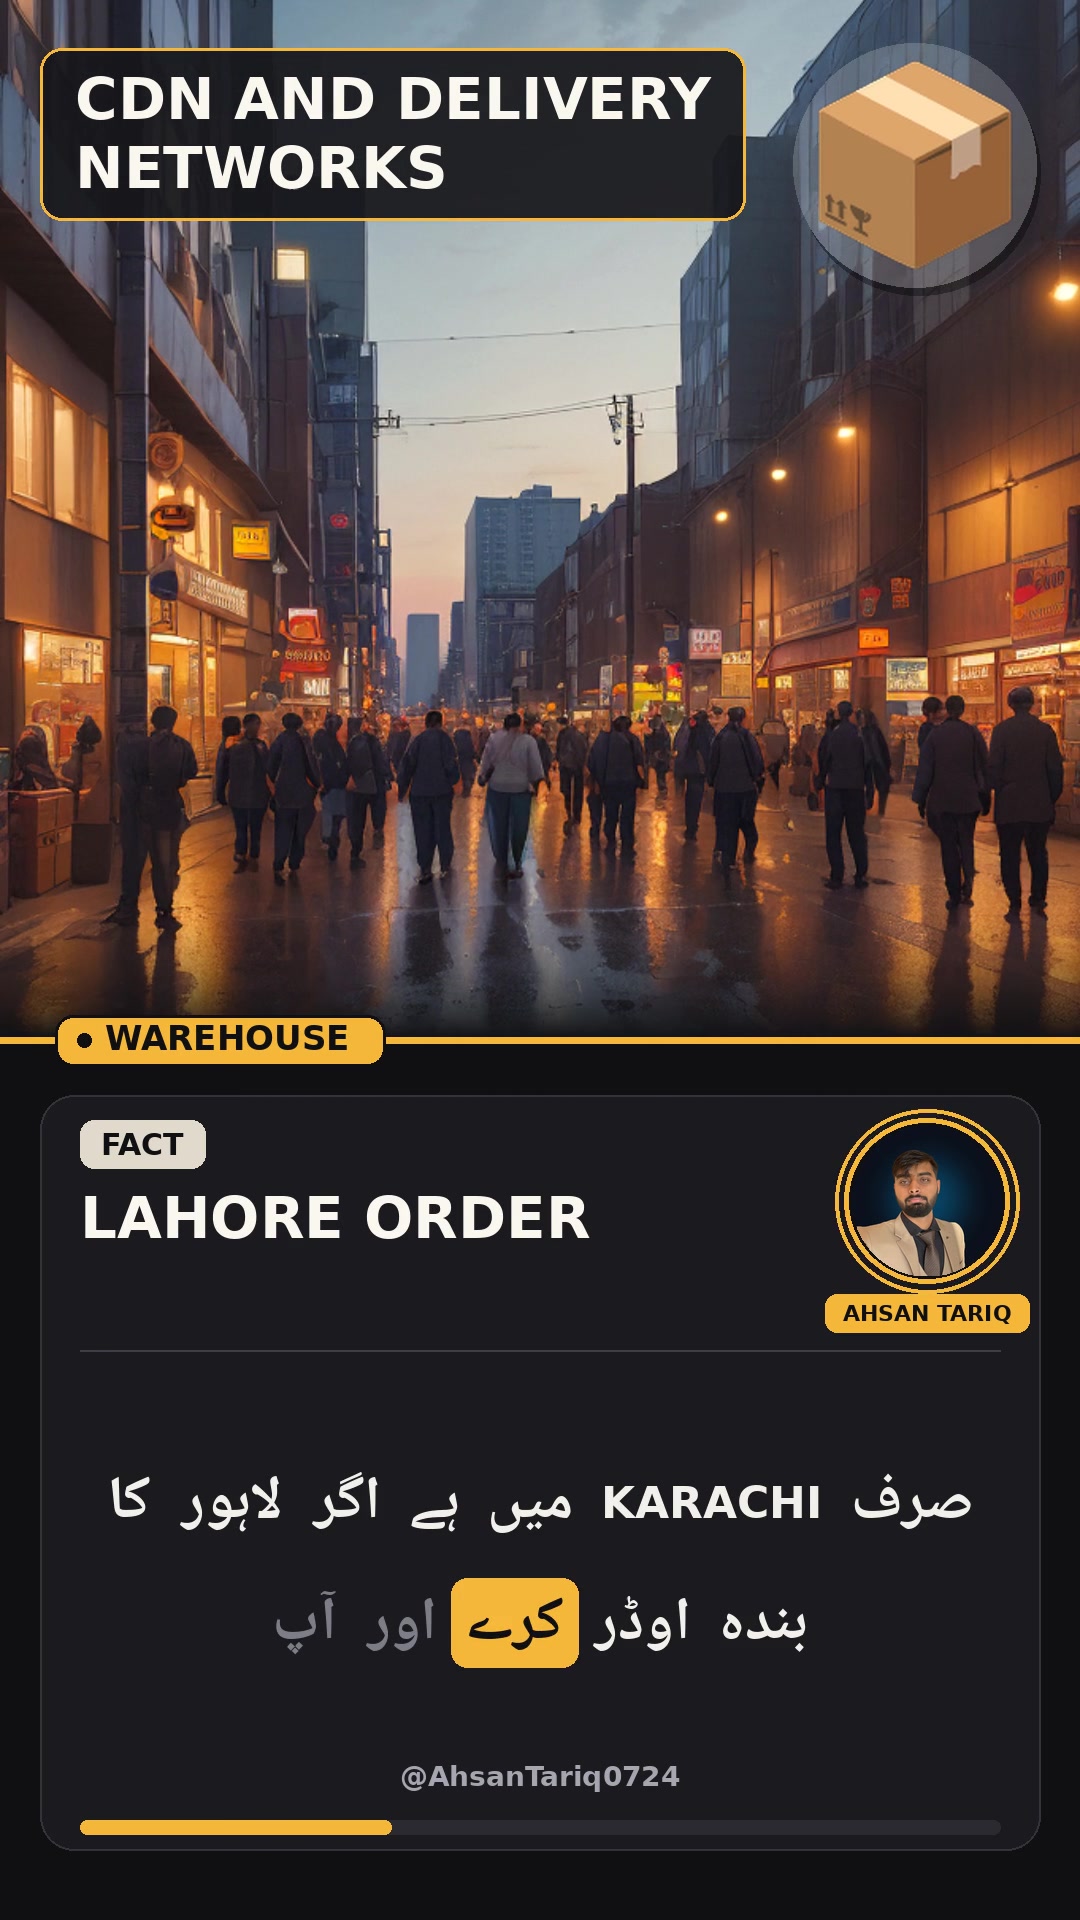 CDN AND DELIVERY
NETWORKS
WAREHOUSE
FACT
LAHORE ORDER
AHSAN TARIQ
صرف KARACHI میں ہے اگر لاہور کا
بندہ اوڈر کرے اور آپ
@AhsanTariq0724